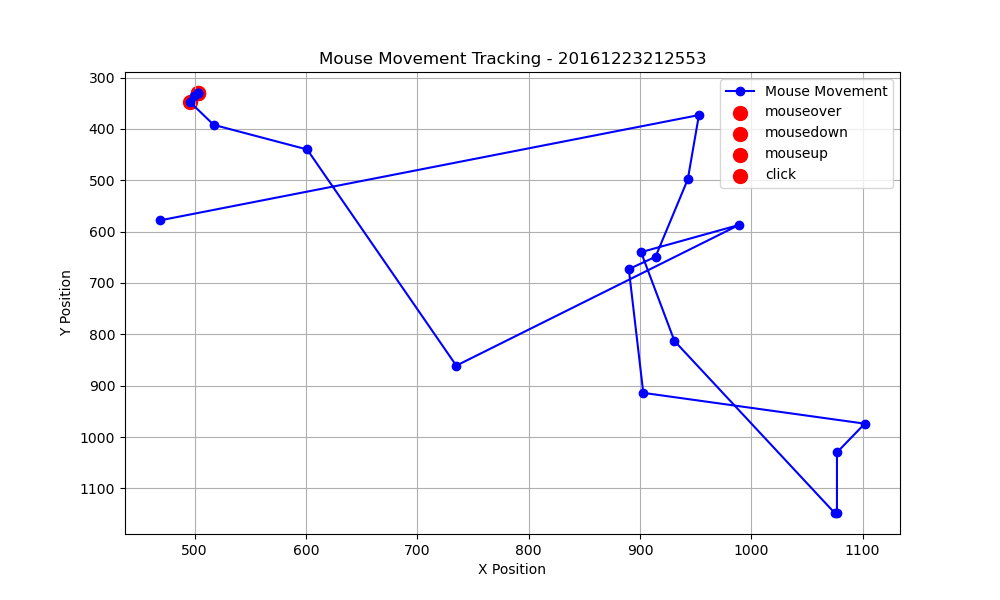 Mouse Movement Tracking - 20161223212553
Mouse Movement
mouseover
mousedown
mouseup
click
300
400
500
600
700
800
900
1000
1100
Y Position
500 600 700 800 900 1000 1100
X Position